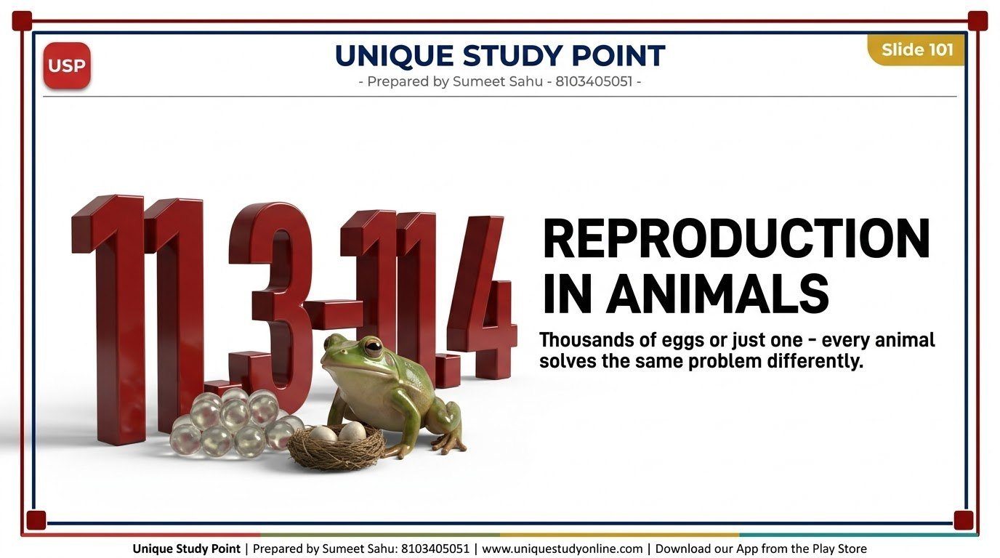 USP
UNIQUE STUDY POINT
- Prepared by Sumeet Sahu - 8103405051 -
Slide 101
11.3-11.4
REPRODUCTION
IN ANIMALS
Thousands of eggs or just one – every animal
solves the same problem differently.
Unique Study Point | Prepared by Sumeet Sahu: 8103405051 | www.uniquestudyonline.com | Download our App from the Play Store